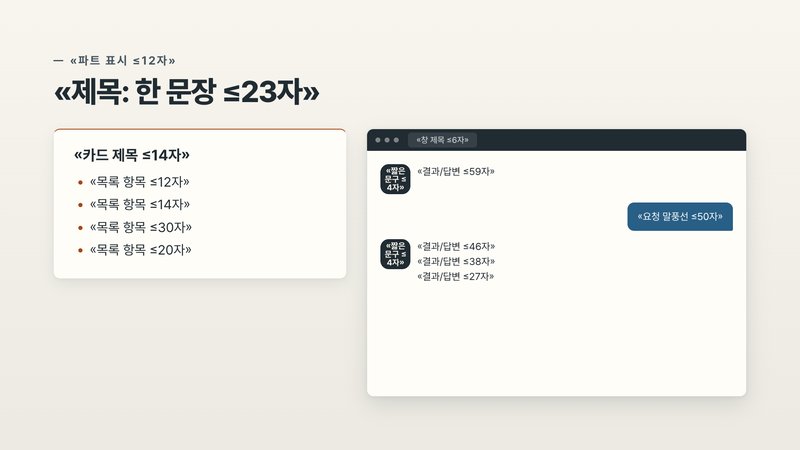 — «파트 표시 ≤12자»
«제목: 한 문장 ≤23자»
«카드 제목 ≤14자»
• «목록 항목 ≤12자»
• «목록 항목 ≤14자»
• «목록 항목 ≤30자»
• «목록 항목 ≤20자»
«창 제목 ≤6자»
«짧은
문구 ≤
4자»
«결과/답변 ≤59자»
«요청 말풍선 ≤50자»
«짧은
문구 ≤
4자»
«결과/답변 ≤46자»
«결과/답변 ≤38자»
«결과/답변 ≤27자»